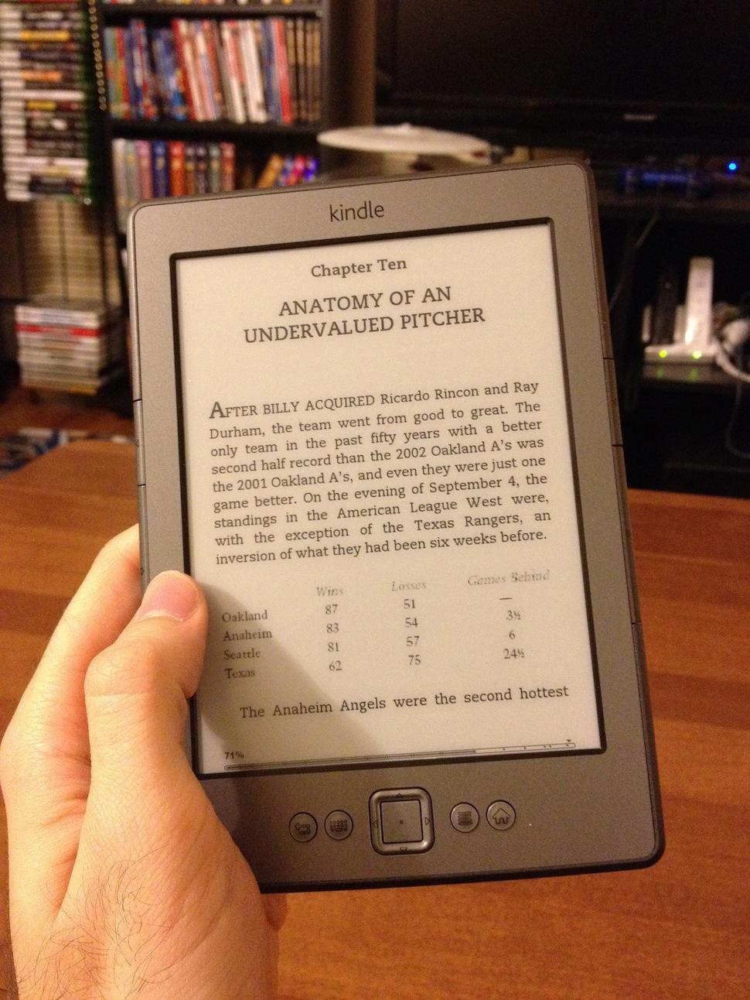 kindle
Chapter Ten
ANATOMY OF AN
UNDERVALUED PITCHER
AFTER BILLY ACQUIRED Ricardo Rincon and Ray
Durham, the team went from good to great. The
only team in the past fifty years with a better
second half record than the 2002 Oakland A's was
the 2001 Oakland A's, and even they were just one
game better. On the evening of September 4, the
standings in the American League West were,
with the exception of the Texas Rangers, an
inversion of what they had been six weeks before.
Wins Losses Games Behind
Oakland 87 51 —
Anaheim 83 54 3½
Seattle 81 57 6
Texas 62 75 24½
The Anaheim Angels were the second hottest
71%